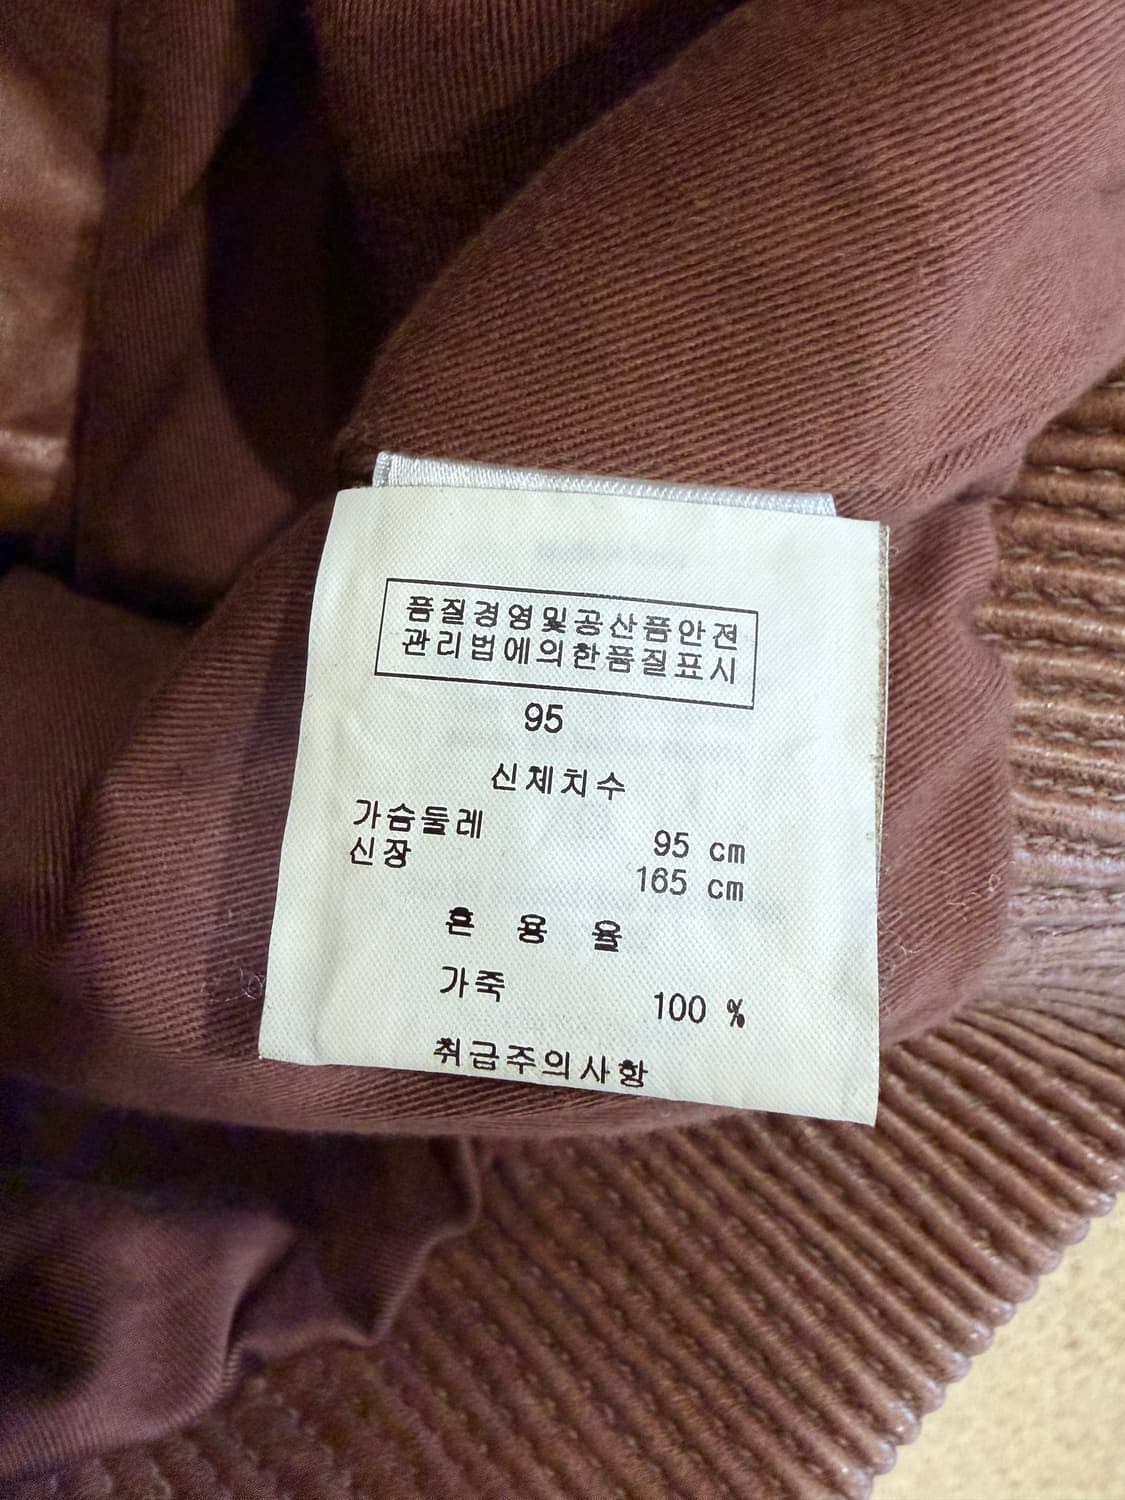 품질경영및공산품안전
관리법에의한품질표시
95
신체치수
가슴둘레 95 cm
신장 165 cm
혼 용 율
가죽 100 %
취급주의사항